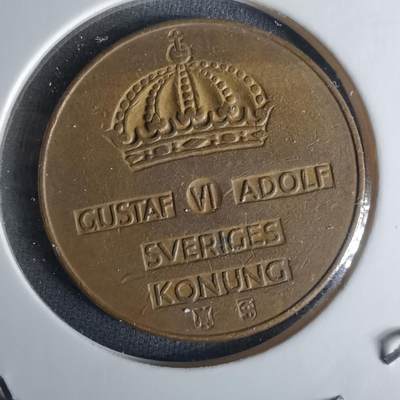 GUSTAF VI ADOLF
SVERIGES
KONUNG